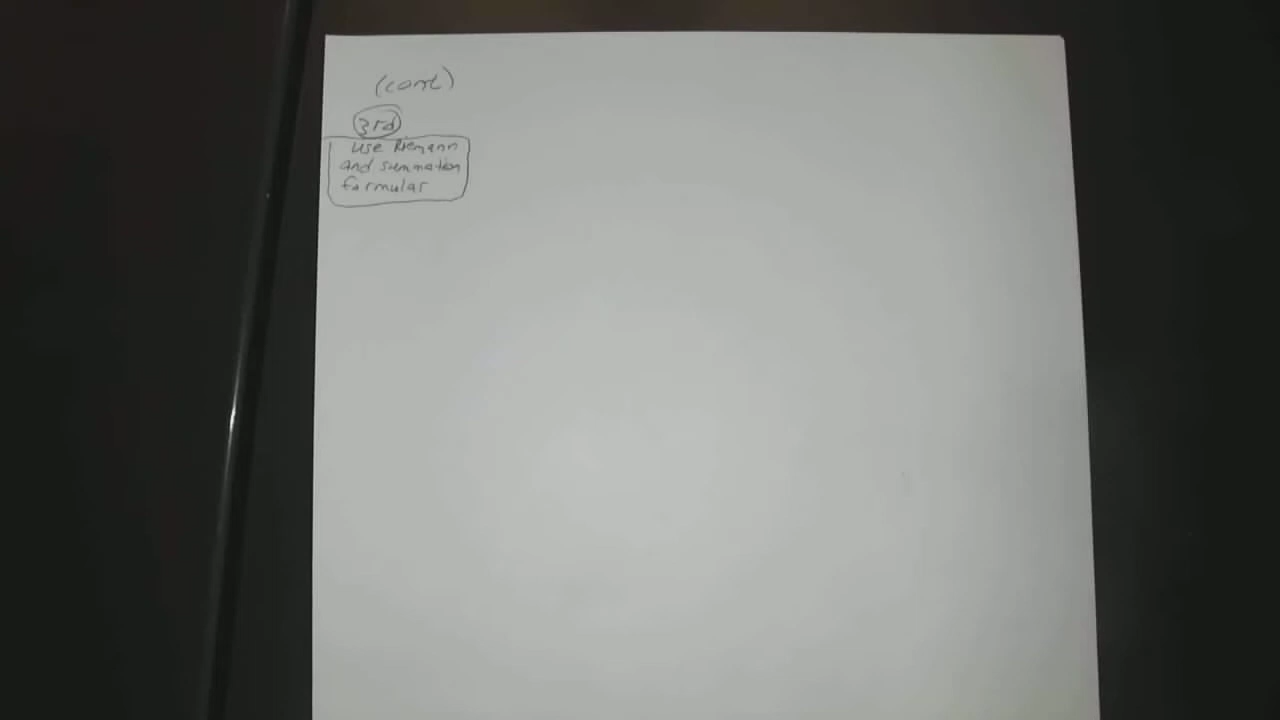 (cont)
3rd
use Riemann
and summation
formular